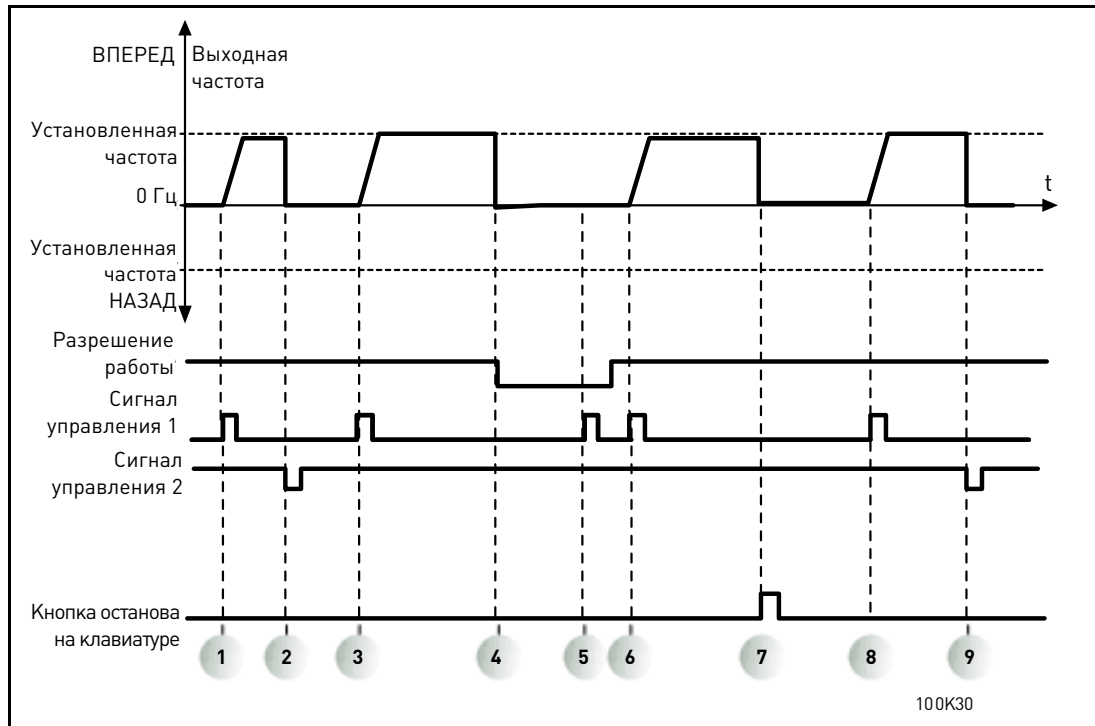 ВПЕРЕД
Выходная
частота
Установленная
частота
0 Гц
t
Установленная
частота
НАЗАД
Разрешение
работы
Сигнал
управления 1
Сигнал
управления 2
Кнопка останова
на клавиатуре
1 2 3 4 5 6 7 8 9
100K30